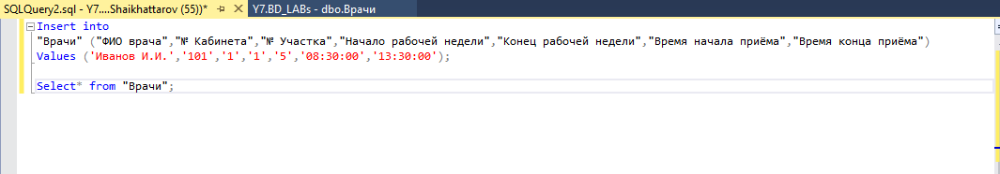 SQLQuery2.sql - Y7....Shaikhattarov (55))* Y7.BD_LABs - dbo.Врачи
Insert into
"Врачи" ("ФИО врача","№ Кабинета","№ Участка","Начало рабочей недели","Конец рабочей недели","Время начала приёма","Время конца приёма")
Values ('Иванов И.И.','101','1','1','5','08:30:00','13:30:00');
Select* from "Врачи";